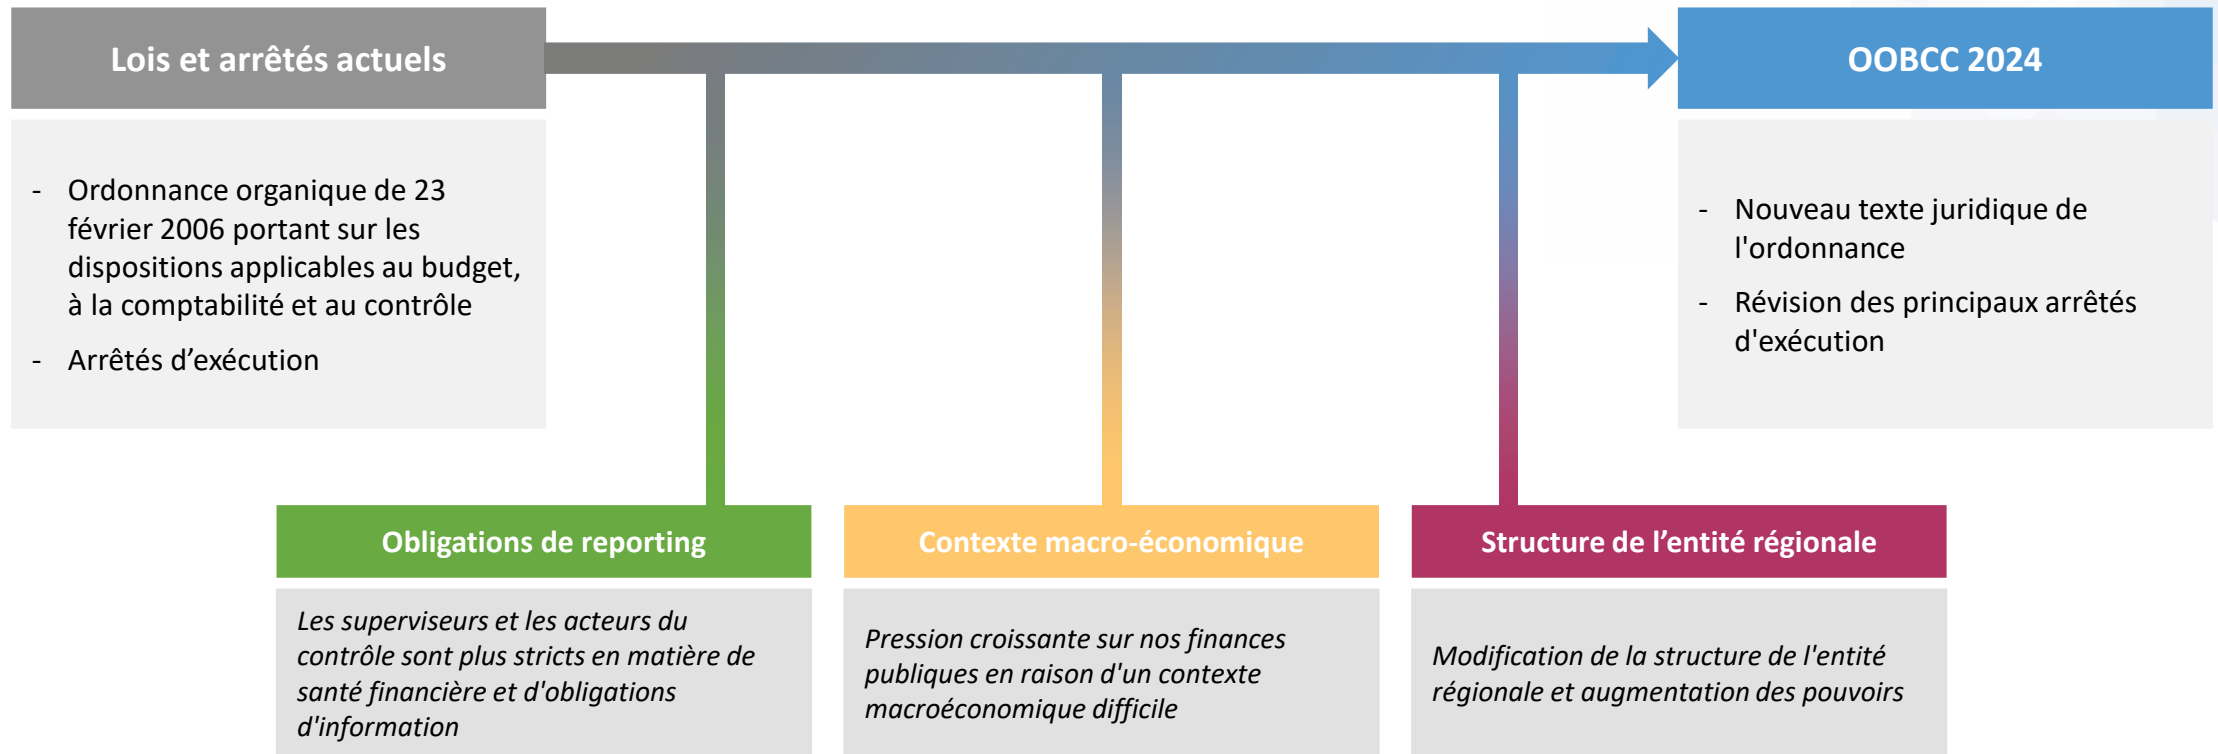 Lois et arrêtés actuels
OOBCC 2024
- Ordonnance organique de 23
février 2006 portant sur les
dispositions applicables au budget,
à la comptabilité et au contrôle
- Arrêtés d’exécution
- Nouveau texte juridique de
l'ordonnance
- Révision des principaux arrêtés
d'exécution
Obligations de reporting
Les superviseurs et les acteurs du
contrôle sont plus stricts en matière de
santé financière et d'obligations
d'information
Contexte macro-économique
Pression croissante sur nos finances
publiques en raison d'un contexte
macroéconomique difficile
Structure de l’entité régionale
Modification de la structure de l'entité
régionale et augmentation des pouvoirs